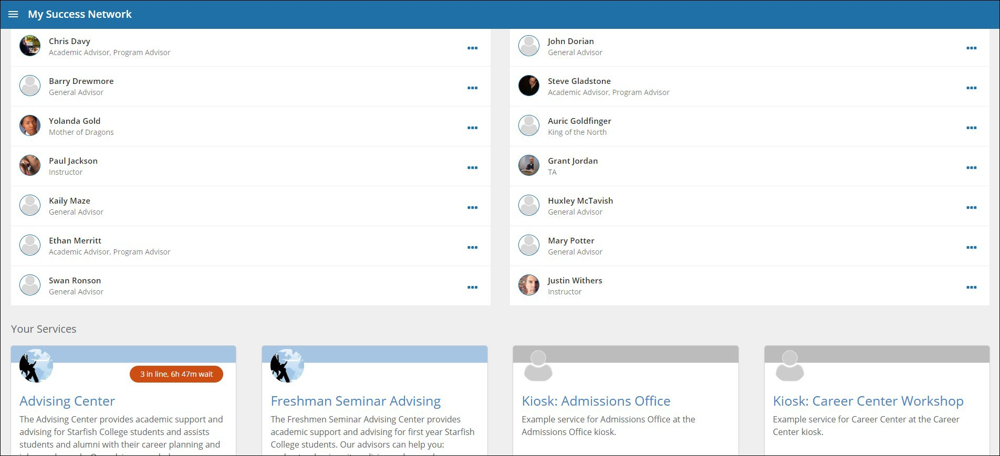 My Success Network
Chris Davy
Academic Advisor, Program Advisor
John Dorian
General Advisor
Barry Drewmore
General Advisor
Steve Gladstone
Academic Advisor, Program Advisor
Yolanda Gold
Mother of Dragons
Auric Goldfinger
King of the North
Paul Jackson
Instructor
Grant Jordan
TA
Kaily Maze
General Advisor
Huxley McTavish
General Advisor
Ethan Merritt
Academic Advisor, Program Advisor
Mary Potter
General Advisor
Swan Ronson
General Advisor
Justin Withers
Instructor
Your Services
3 in line, 6h 47m wait
Advising Center
The Advising Center provides academic support and
advising for Starfish College students and assists
students and alumni with their career planning and
Freshman Seminar Advising
The Freshmen Seminar Advising Center provides
academic support and advising for first year Starfish
College students. Our advisors can help you:
Kiosk: Admissions Office
Example service for Admissions Office at the
Admissions Office kiosk.
Kiosk: Career Center Workshop
Example service for Career Center at the Career
Center kiosk.